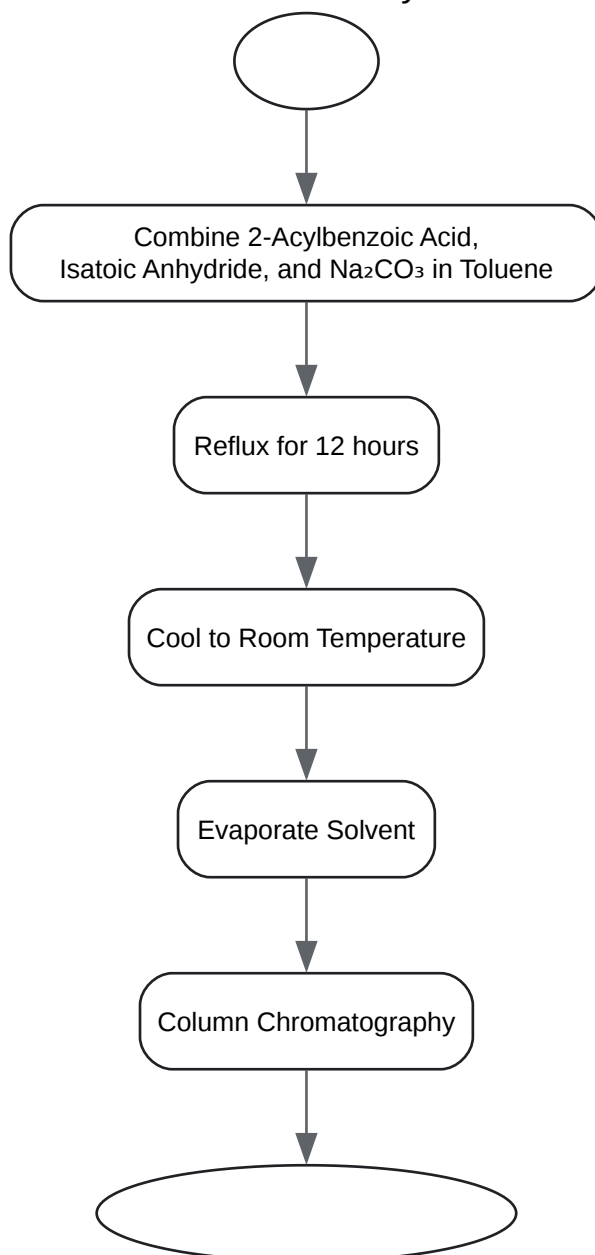 Combine 2-Acylbenzoic Acid,
Isatoic Anhydride, and Na₂CO₃ in Toluene
Reflux for 12 hours
Cool to Room Temperature
Evaporate Solvent
Column Chromatography